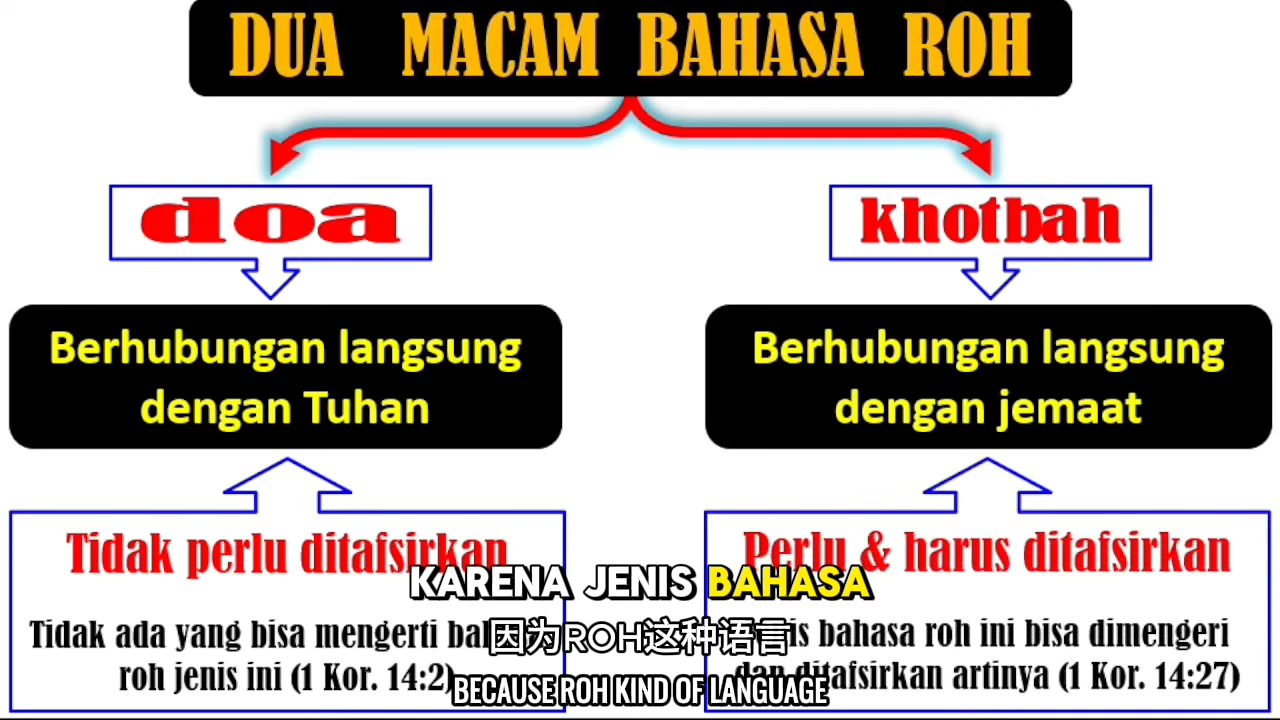 DUA MACAM BAHASA ROH
doa
khotbah
Berhubungan langsung
dengan Tuhan
Berhubungan langsung
dengan jemaat
Tidak perlu ditafsirkan
Tidak ada yang bisa mengerti
roh jenis ini (1 Kor. 14:2)
Perlu & harus ditafsirkan
bahasa roh ini bisa dimengeri
dan ditafsirkan artinya (1 Kor. 14:27)
KARENA JENIS BAHASA
因为ROH这种语言
BECAUSE ROH KIND OF LANGUAGE